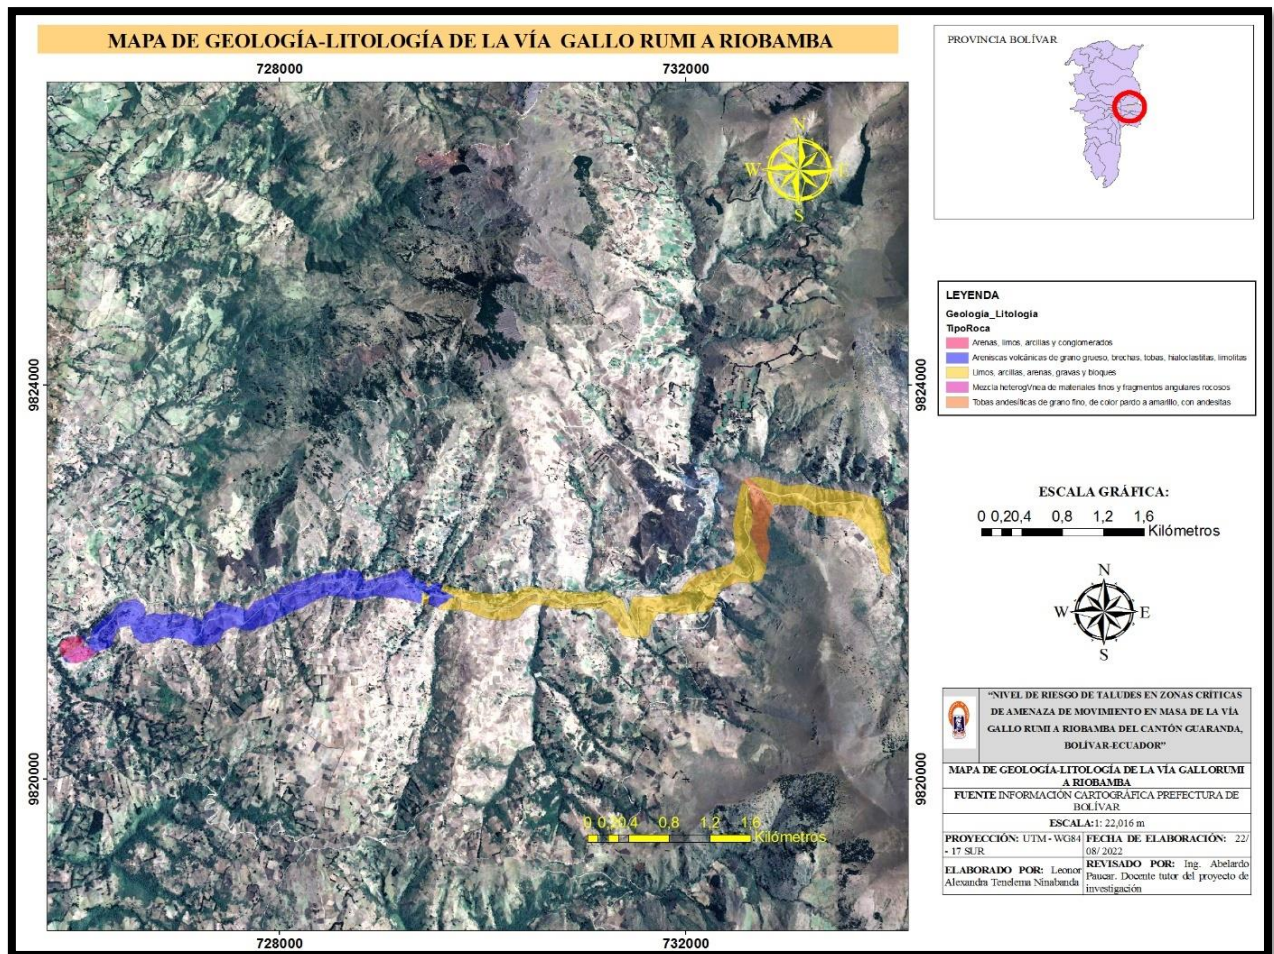 MAPA DE GEOLOGÍA-LITOLOGÍA DE LA VÍA GALLO RUMI A RIOBAMBA
728000
732000
9824000
9824000
9820000
9820000
728000
732000
N
W E
S
0 0,20,4 0,8 1,2 1,6
Kilómetros
PROVINCIA BOLÍVAR
LEYENDA
Geologia_Litologia
TipoRoca
Arenas, limos, arcillas y conglomerados
Areniscas volcánicas de grano grueso, brechas, tobas, hialoclastitas, limolitas
Limos, arcillas, arenas, gravas y bloques
Mezcla heterogVnea de materiales finos y fragmentos angulares rocosos
Tobas andesíticas de grano fino, de color pardo a amarillo, con andesitas
ESCALA GRÁFICA:
0 0,20,4 0,8 1,2 1,6
Kilómetros
N
W E
S
“NIVEL DE RIESGO DE TALUDES EN ZONAS CRÍTICAS
DE AMENAZA DE MOVIMIENTO EN MASA DE LA VÍA
GALLO RUMI A RIOBAMBA DEL CANTÓN GUARANDA,
BOLÍVAR-ECUADOR”
MAPA DE GEOLOGÍA-LITOLOGÍA DE LA VÍA GALLORUMI
A RIOBAMBA
FUENTE INFORMACIÓN CARTOGRÁFICA PREFECTURA DE
BOLÍVAR
ESCALA:1: 22,016 m
PROYECCIÓN: UTM - WG84
- 17 SUR
FECHA DE ELABORACIÓN: 22/
08/ 2022
ELABORADO POR: Leonor
Alexandra Tenelema Ninabanda
REVISADO POR: Ing. Abelardo
Paucar. Docente tutor del proyecto de
investigación